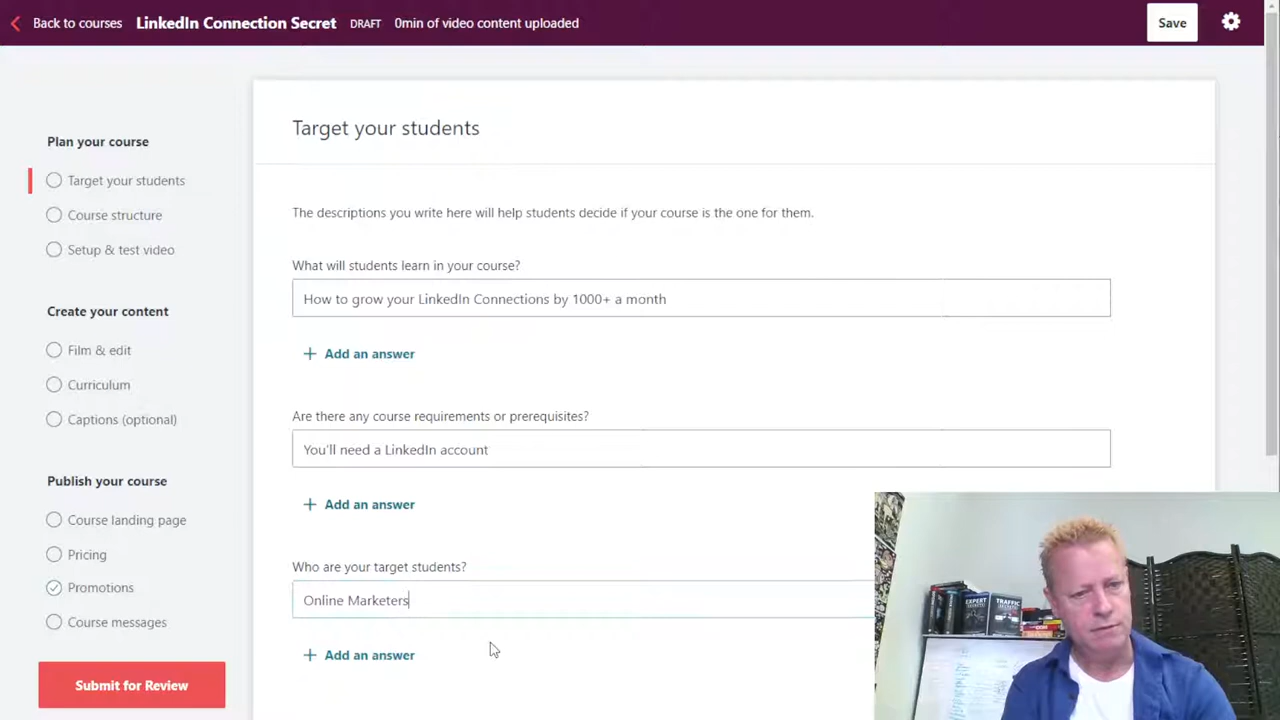 Back to courses LinkedIn Connection Secret DRAFT 0min of video content uploaded Save
Plan your course
Target your students
Course structure
Setup & test video
Create your content
Film & edit
Curriculum
Captions (optional)
Publish your course
Course landing page
Pricing
Promotions
Course messages
Submit for Review
Target your students
The descriptions you write here will help students decide if your course is the one for them.
What will students learn in your course?
How to grow your LinkedIn Connections by 1000+ a month
+ Add an answer
Are there any course requirements or prerequisites?
You'll need a LinkedIn account
+ Add an answer
Who are your target students?
Online Marketers
+ Add an answer
EXPERT
TRAFFIC